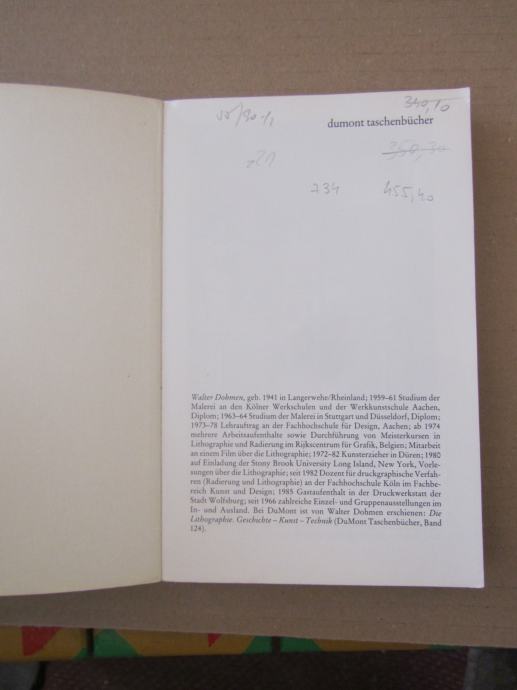 340,10
dumont taschenbücher
734
455,40
Walter Dohmen, geb. 1941 in Langerwehe/Rheinland; 1959–61 Studium der
Malerei an den Kölner Werkschulen und der Werkkunstschule Aachen,
Diplom; 1963–64 Studium der Malerei in Stuttgart und Düsseldorf, Diplom;
1973–78 Lehrauftrag an der Fachhochschule für Design, Aachen; ab 1974
mehrere Arbeitsaufenthalte sowie Durchführung von Meisterkursen in
Lithographie und Radierung im Rijkscentrum für Grafik, Belgien; Mitarbeit
an einem Film über die Lithographie; 1972–82 Kunsterzieher in Düren; 1980
auf Einladung der Stony Brook University Long Island, New York, Vorle-
sungen über die Lithographie; seit 1982 Dozent für druckgraphische Verfah-
ren (Radierung und Lithographie) an der Fachhochschule Köln im Fachbe-
reich Kunst und Design; 1985 Gastaufenthalt in der Druckwerkstatt der
Stadt Wolfsburg; seit 1966 zahlreiche Einzel- und Gruppenausstellungen im
In- und Ausland. Bei DuMont ist von Walter Dohmen erschienen: Die
Lithographie. Geschichte – Kunst – Technik (DuMont Taschenbücher, Band
124).